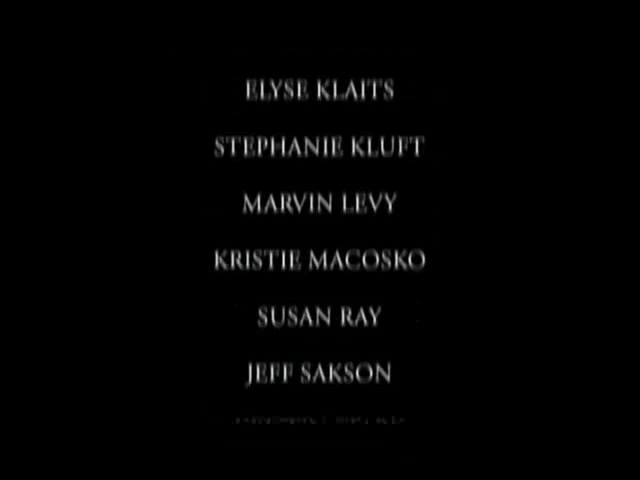 ELYSE KLAITS
STEPHANIE KLUFT
MARVIN LEVY
KRISTIE MACOSKO
SUSAN RAY
JEFF SAKSON